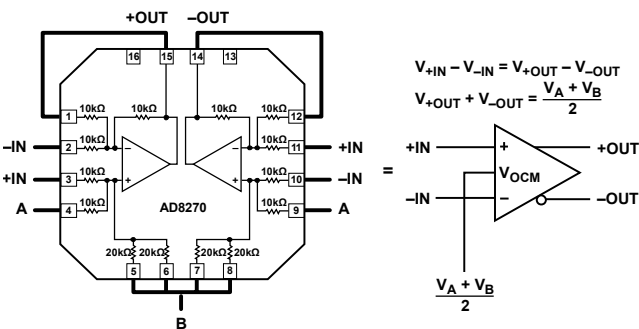 +OUT –OUT
16 15 14 13
10kΩ 10kΩ 10kΩ 10kΩ
1 12
10kΩ 10kΩ
–IN 2 – – 11 +IN
10kΩ 10kΩ
+IN 3 + + 10 –IN
10kΩ 10kΩ
A 4 9 A
AD8270
20kΩ 20kΩ 20kΩ 20kΩ
5 6 7 8
B
=
V+IN – V–IN = V+OUT – V–OUT
V+OUT + V–OUT = VA + VB
2
+IN + +OUT
VOCM
–IN – –OUT
VA + VB
2